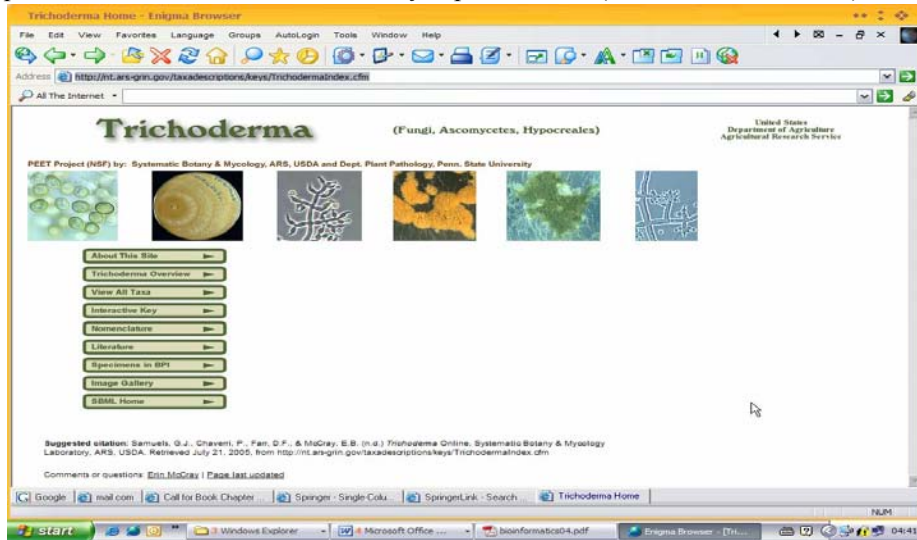 Trichoderma Home - Enigma Browser
File Edit View Favorites Language Groups AutoLogin Tools Window Help
Address http://nt.ars-grin.gov/taxadescriptions/keys/TrichodermaIndex.cfm
All The Internet
Trichoderma
(Fungi, Ascomycetes, Hypocreales)
United States
Department of Agriculture
Agricultural Research Service
PEET Project (NSF) by: Systematic Botany & Mycology, ARS, USDA and Dept. Plant Pathology, Penn. State University
About This Site
Trichoderma Overview
View All Taxa
Interactive Key
Nomenclature
Literature
Specimens in BPI
Image Gallery
SBML Home
Suggested citation: Samuels, G.J., Chaverri, P., Farr, D.F., & McCray, E.B. (n.d.) Trichoderma Online, Systematic Botany & Mycology
Laboratory, ARS, USDA. Retrieved July 21, 2005, from http://nt.ars-grin.gov/taxadescriptions/keys/TrichodermaIndex.cfm
Comments or questions: Erin McCray | Page last updated
Google mail com Call for Book Chapter ... Springer - Single Colu... SpringerLink - Search ... Trichoderma Home
NUM
start 3 Windows Explorer 4 Microsoft Office ... bioinformatics04.pdf Enigma Browser - [Tri... 04:41